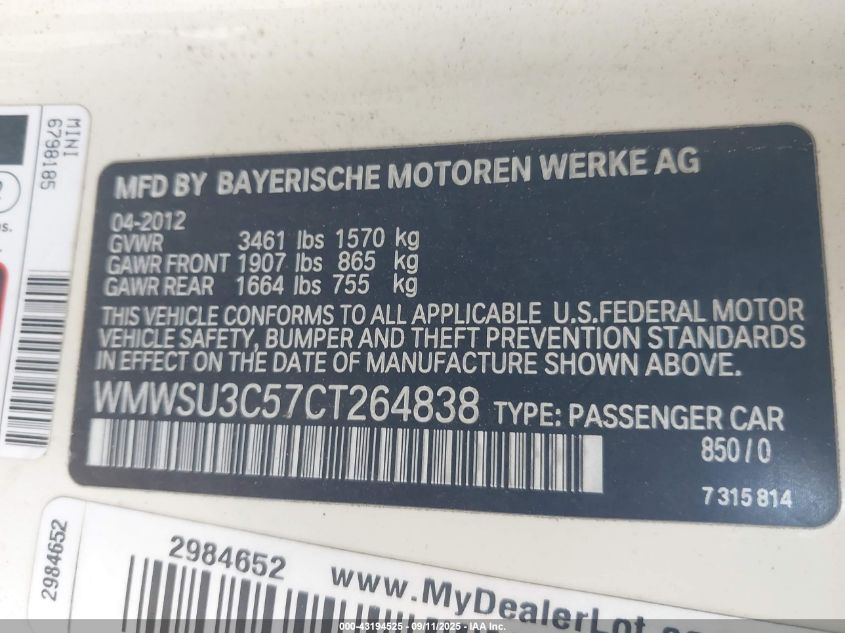 MINI
6798185
MFD BY BAYERISCHE MOTOREN WERKE AG
04-2012
GVWR 3461 lbs 1570 kg
GAWR FRONT 1907 lbs 865 kg
GAWR REAR 1664 lbs 755 kg
THIS VEHICLE CONFORMS TO ALL APPLICABLE U.S.FEDERAL MOTOR
VEHICLE SAFETY, BUMPER AND THEFT PREVENTION STANDARDS
IN EFFECT ON THE DATE OF MANUFACTURE SHOWN ABOVE.
WMWSU3C57CT264838 TYPE: PASSENGER CAR
850/0
7315814
2984652
2984652
www.MyDealerLot.
000-43194525 - 09/11/2025 - IAA Inc.